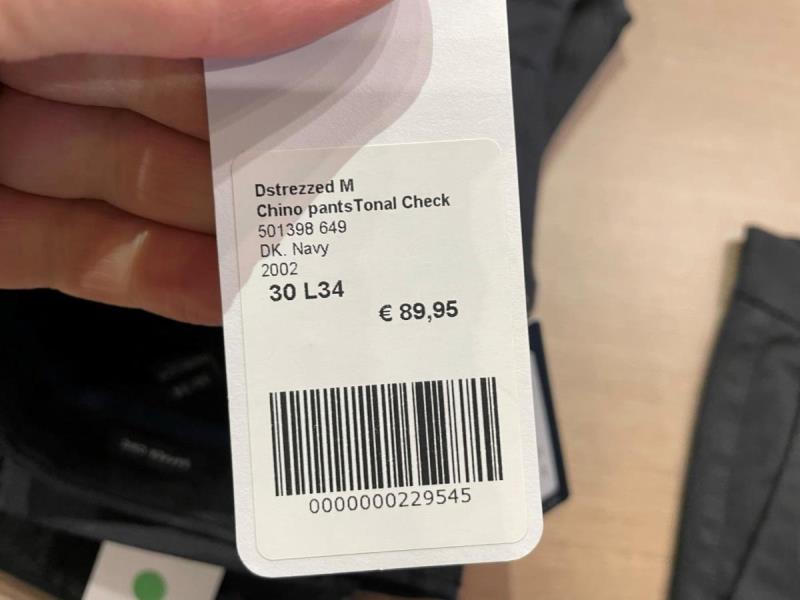 Dstrezzed M
Chino pantsTonal Check
501398 649
DK. Navy
2002
30 L34
€ 89,95
0000000229545